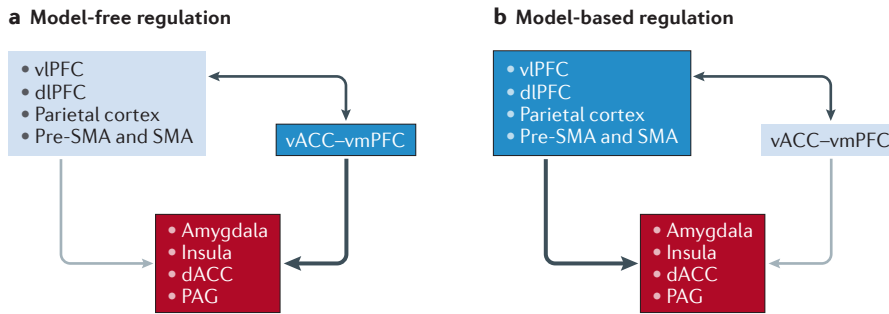 a Model-free regulation
• vlPFC
• dlPFC
• Parietal cortex
• Pre-SMA and SMA
vACC–vmPFC
• Amygdala
• Insula
• dACC
• PAG
b Model-based regulation
• vlPFC
• dlPFC
• Parietal cortex
• Pre-SMA and SMA
vACC–vmPFC
• Amygdala
• Insula
• dACC
• PAG